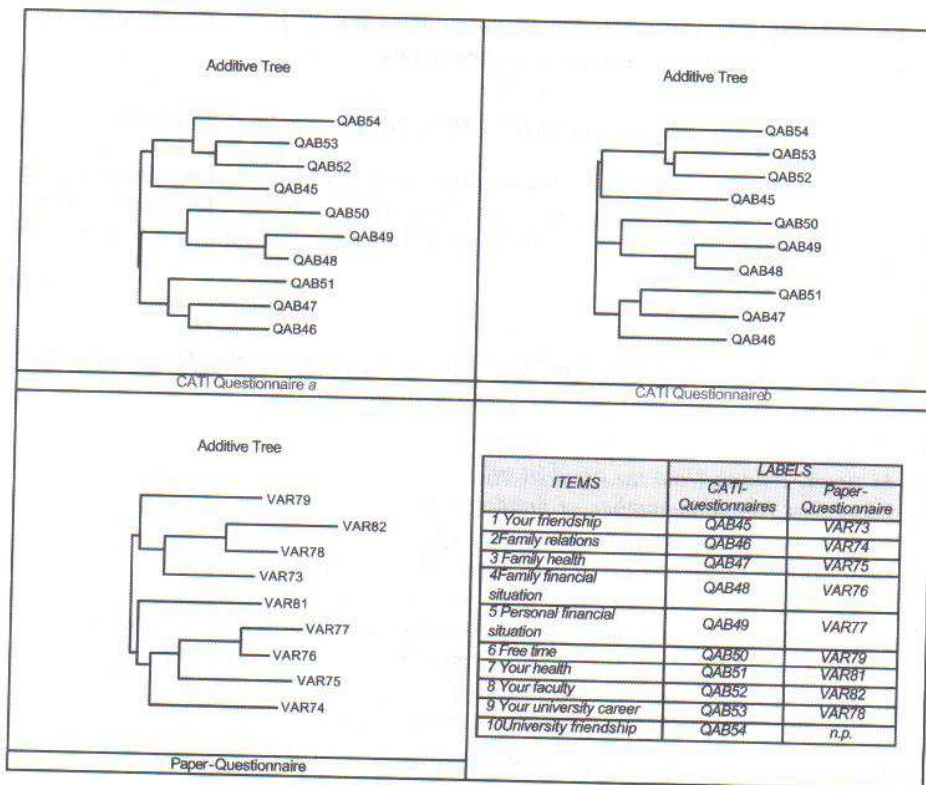 Additive Tree
QAB54
QAB53
QAB52
QAB45
QAB50
QAB49
QAB48
QAB51
QAB47
QAB46
CATI Questionnaire a
Additive Tree
QAB54
QAB53
QAB52
QAB45
QAB50
QAB49
QAB48
QAB51
QAB47
QAB46
CATI Questionnaireb
Additive Tree
VAR79
VAR82
VAR78
VAR73
VAR81
VAR77
VAR76
VAR75
VAR74
Paper-Questionnaire
ITEMS LABELS
CATI- Paper-
Questionnaires Questionnaire
1 Your friendship QAB45 VAR73
2Family relations QAB46 VAR74
3 Family health QAB47 VAR75
4Family financial
situation QAB48 VAR76
5 Personal financial
situation QAB49 VAR77
6 Free time QAB50 VAR79
7 Your health QAB51 VAR81
8 Your faculty QAB52 VAR82
9 Your university career QAB53 VAR78
10University friendship QAB54 n.p.